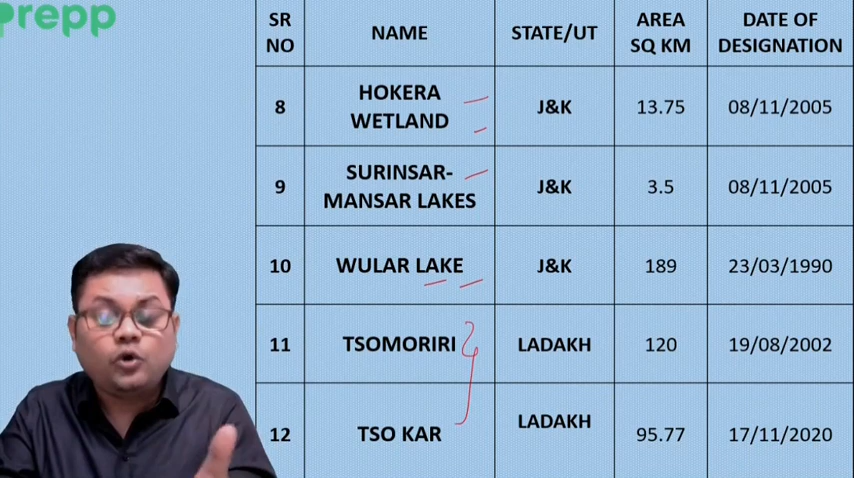 Prepp
SR NO NAME STATE/UT AREA SQ KM DATE OF DESIGNATION
8 HOKERA WETLAND J&K 13.75 08/11/2005
9 SURINSAR-MANSAR LAKES J&K 3.5 08/11/2005
10 WULAR LAKE J&K 189 23/03/1990
11 TSOMORIRI LADAKH 120 19/08/2002
12 TSO KAR LADAKH 95.77 17/11/2020